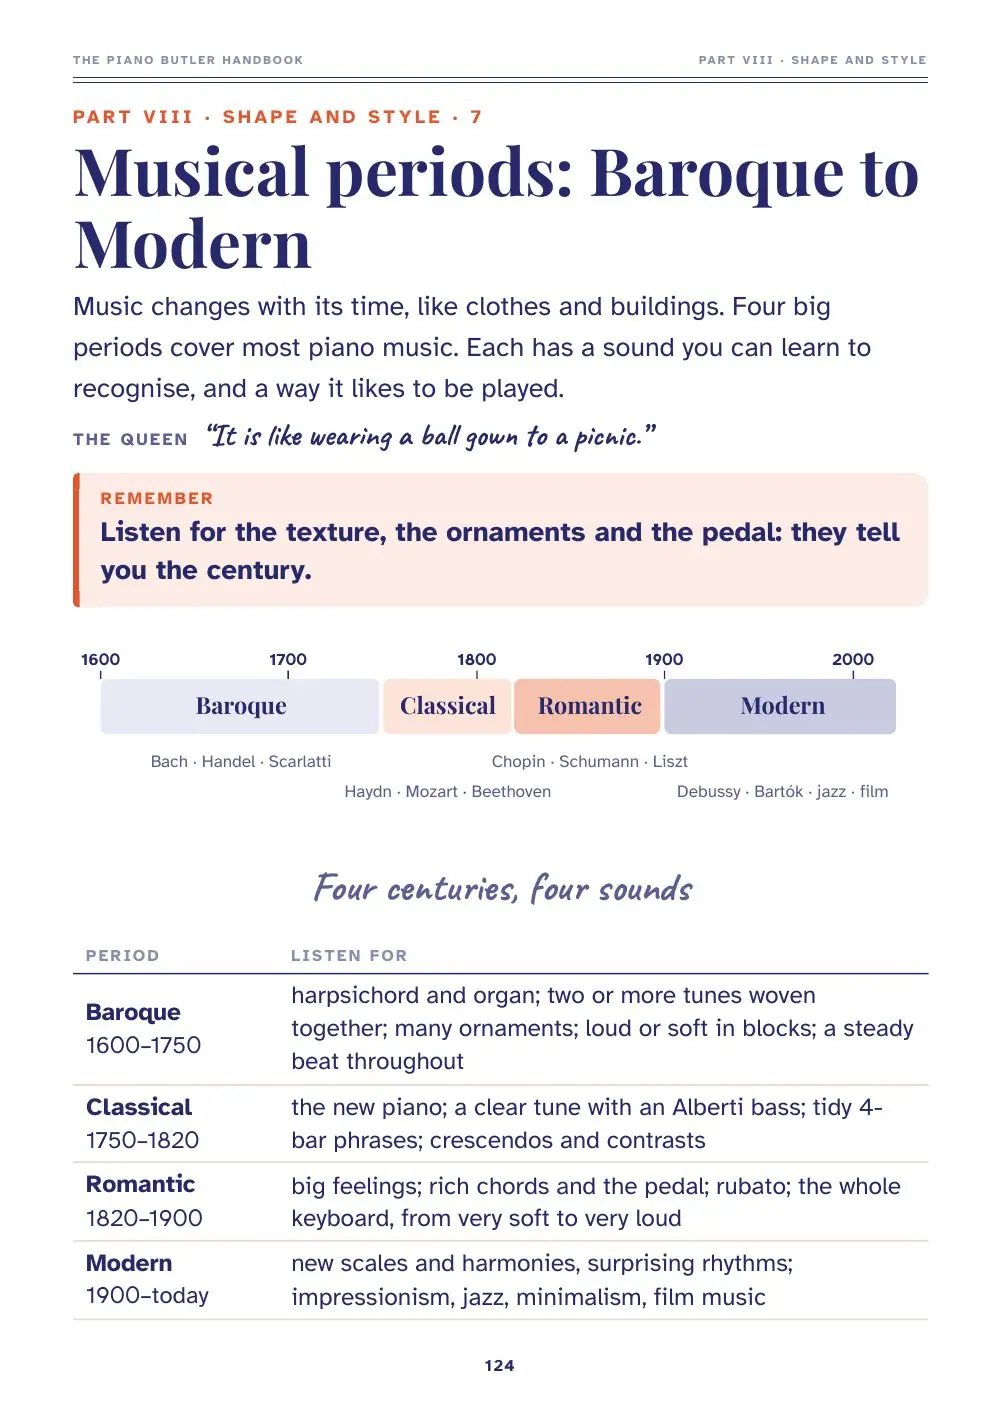 THE PIANO BUTLER HANDBOOK
PART VIII · SHAPE AND STYLE
PART VIII · SHAPE AND STYLE · 7
Musical periods: Baroque to
Modern
Music changes with its time, like clothes and buildings. Four big
periods cover most piano music. Each has a sound you can learn to
recognise, and a way it likes to be played.
THE QUEEN “It is like wearing a ball gown to a picnic.”
REMEMBER
Listen for the texture, the ornaments and the pedal: they tell
you the century.
1600 1700 1800 1900 2000
Baroque Classical Romantic Modern
Bach · Handel · Scarlatti Chopin · Schumann · Liszt
Haydn · Mozart · Beethoven Debussy · Bartók · jazz · film
Four centuries, four sounds
PERIOD LISTEN FOR
Baroque
1600–1750
harpsichord and organ; two or more tunes woven
together; many ornaments; loud or soft in blocks; a steady
beat throughout
Classical
1750–1820
the new piano; a clear tune with an Alberti bass; tidy 4-
bar phrases; crescendos and contrasts
Romantic
1820–1900
big feelings; rich chords and the pedal; rubato; the whole
keyboard, from very soft to very loud
Modern
1900–today
new scales and harmonies, surprising rhythms;
impressionism, jazz, minimalism, film music
124